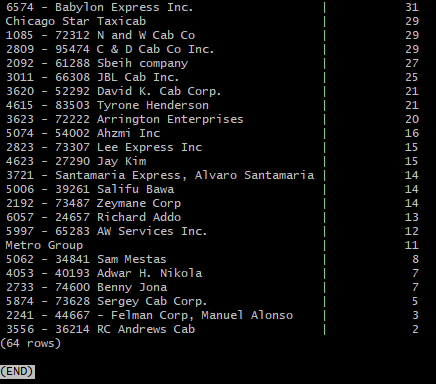 6574 - Babylon Express Inc. | 31
Chicago Star Taxicab | 29
1085 - 72312 N and W Cab Co | 29
2809 - 95474 C & D Cab Co Inc. | 29
2092 - 61288 Sbeih company | 27
3011 - 66308 JBL Cab Inc. | 25
3620 - 52292 David K. Cab Corp. | 21
4615 - 83503 Tyrone Henderson | 21
3623 - 72222 Arrington Enterprises | 20
5074 - 54002 Ahzmi Inc | 16
2823 - 73307 Lee Express Inc | 15
4623 - 27290 Jay Kim | 15
3721 - Santamaria Express, Alvaro Santamaria | 14
5006 - 39261 Salifu Bawa | 14
2192 - 73487 Zeymane Corp | 14
6057 - 24657 Richard Addo | 13
5997 - 65283 AW Services Inc. | 12
Metro Group | 11
5062 - 34841 Sam Mestas | 8
4053 - 40193 Adwar H. Nikola | 7
2733 - 74600 Benny Jona | 7
5874 - 73628 Sergey Cab Corp. | 5
2241 - 44667 - Felman Corp, Manuel Alonso | 3
3556 - 36214 RC Andrews Cab | 2
(64 rows)
(END)